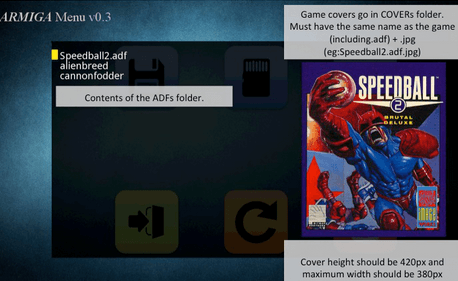 ARMIGA Menu v0.3
Speedball2.adf
alienbreed
cannonfodder
Contents of the ADFs folder.
Game covers go in COVERs folder.
Must have the same name as the game
(including.adf) + .jpg
(eg:Speedball2.adf.jpg)
SPEEDBALL
2
BRUTAL
DELUXE
Cover height should be 420px and
maximum width should be 380px